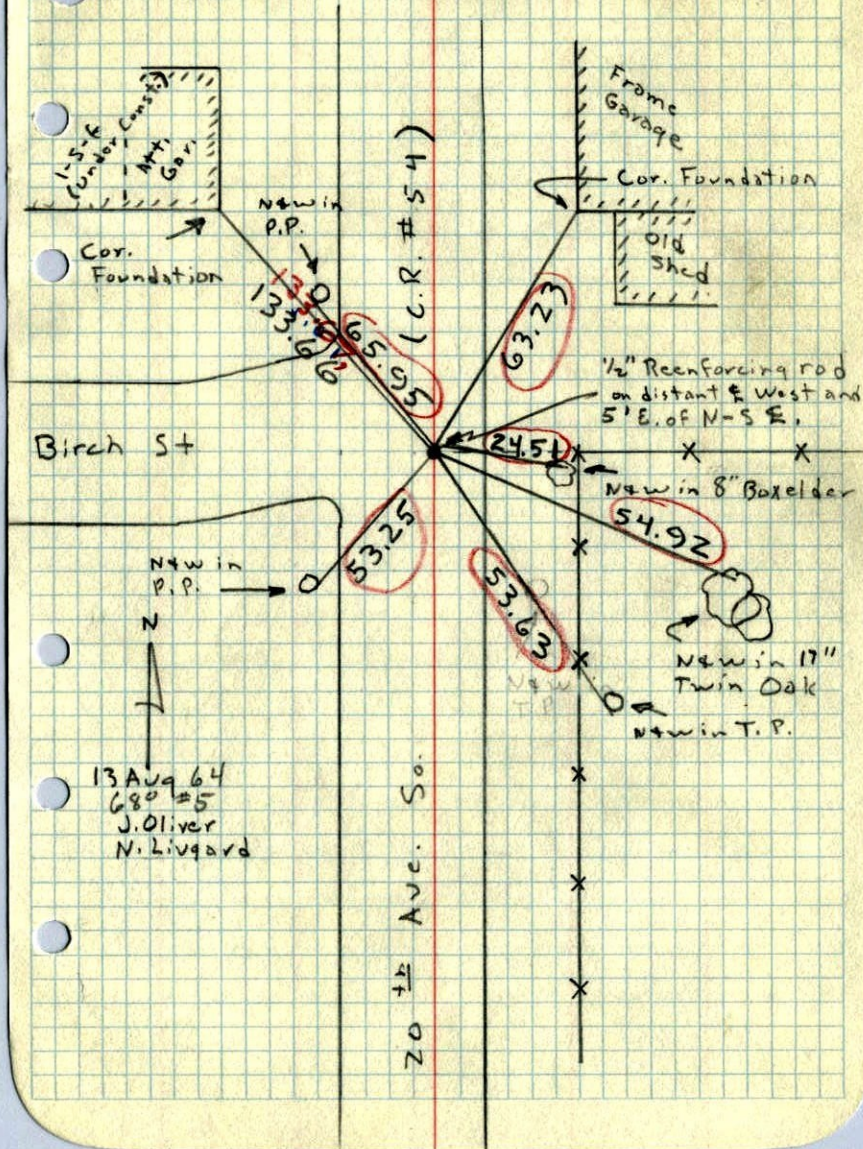 1-S-F
(Under Const.)
Att.
Gar.
Cor.
Foundation
N&W in
P.P.
(C.R. #54)
Frame
Garage
Cor. Foundation
Old
Shed
133.66
65.95
63.23
1/2" Reenforcing rod
on distant ℄ West and
5' E. of N-S ℄.
24.51
Birch St
N&W in 8" Boxelder
54.92
53.25
53.63
N&W in
P.P.
N&W in 17"
Twin Oak
N&W
T.P.
N&W in T.P.
N
13 Aug 64
68° #5
J. Oliver
N. Livgard
20th Ave. So.